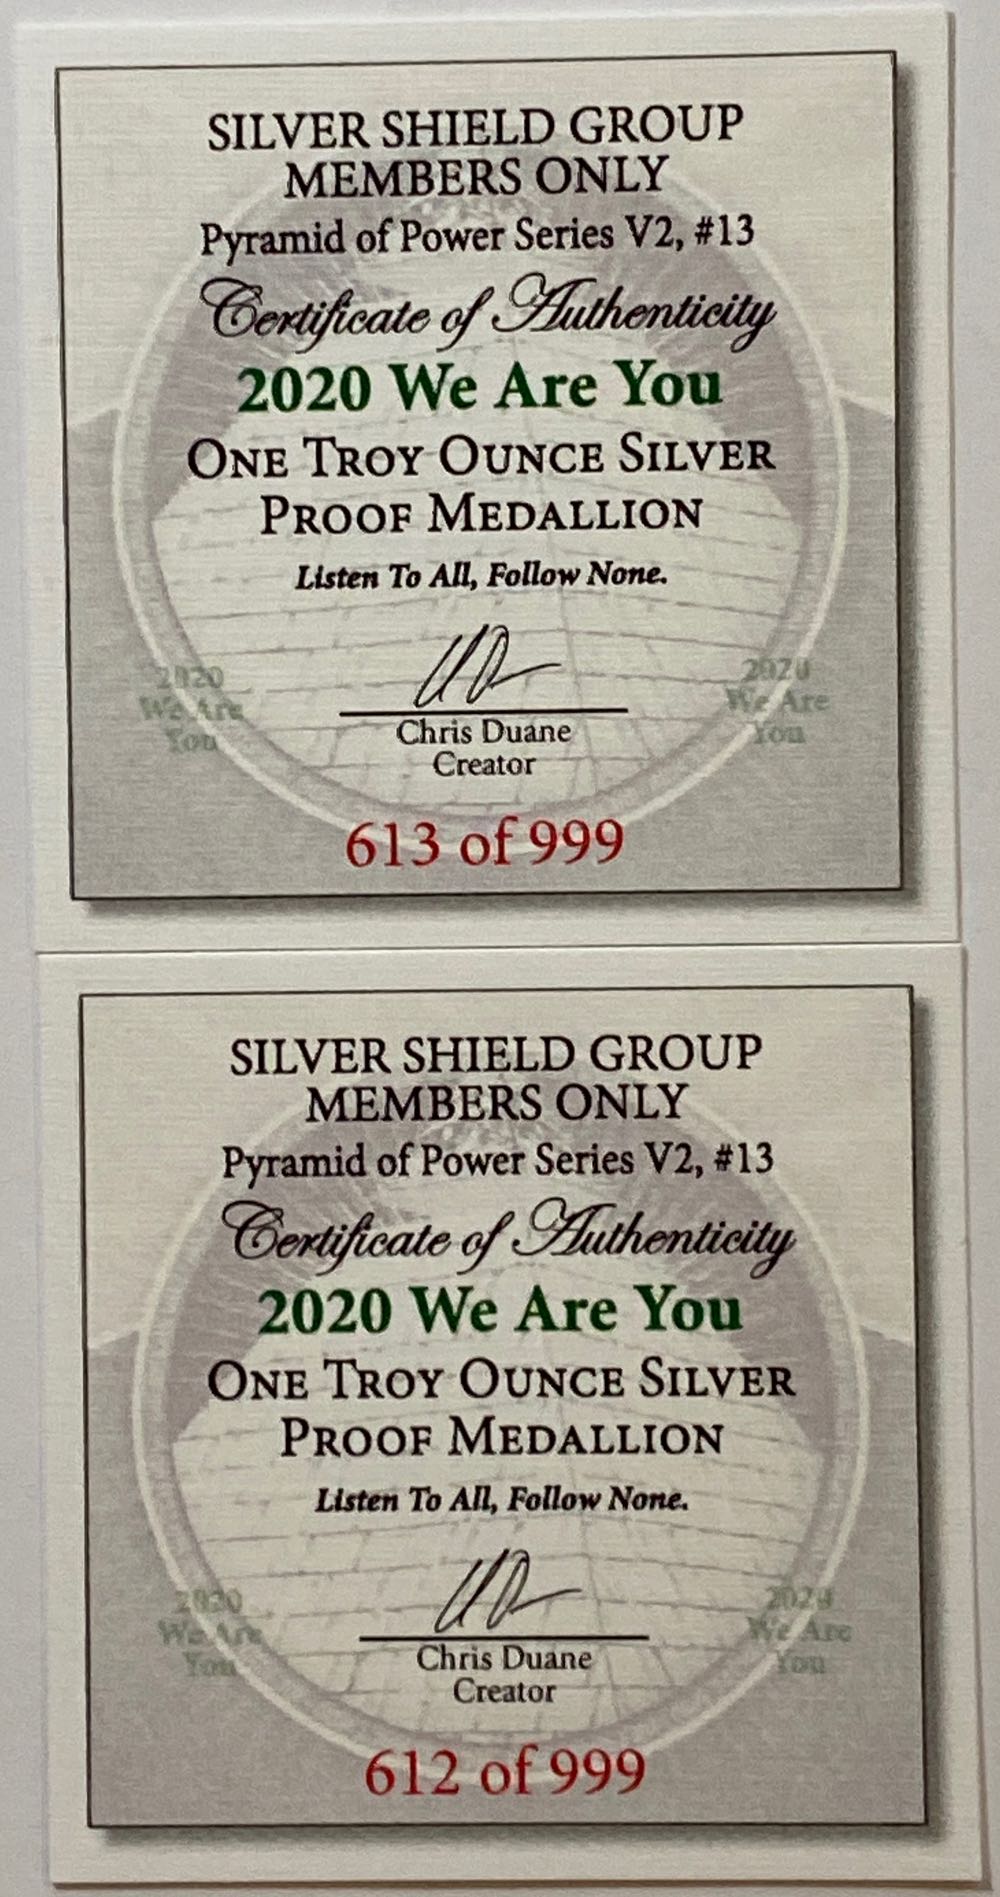 SILVER SHIELD GROUP
MEMBERS ONLY
Pyramid of Power Series V2, #13
Certificate of Authenticity
2020 We Are You
ONE TROY OUNCE SILVER
PROOF MEDALLION
Listen To All, Follow None.
2020
We Are
You
2020
We Are
You
Chris Duane
Creator
613 of 999
SILVER SHIELD GROUP
MEMBERS ONLY
Pyramid of Power Series V2, #13
Certificate of Authenticity
2020 We Are You
ONE TROY OUNCE SILVER
PROOF MEDALLION
Listen To All, Follow None.
2020
We Are
You
2020
We Are
You
Chris Duane
Creator
612 of 999